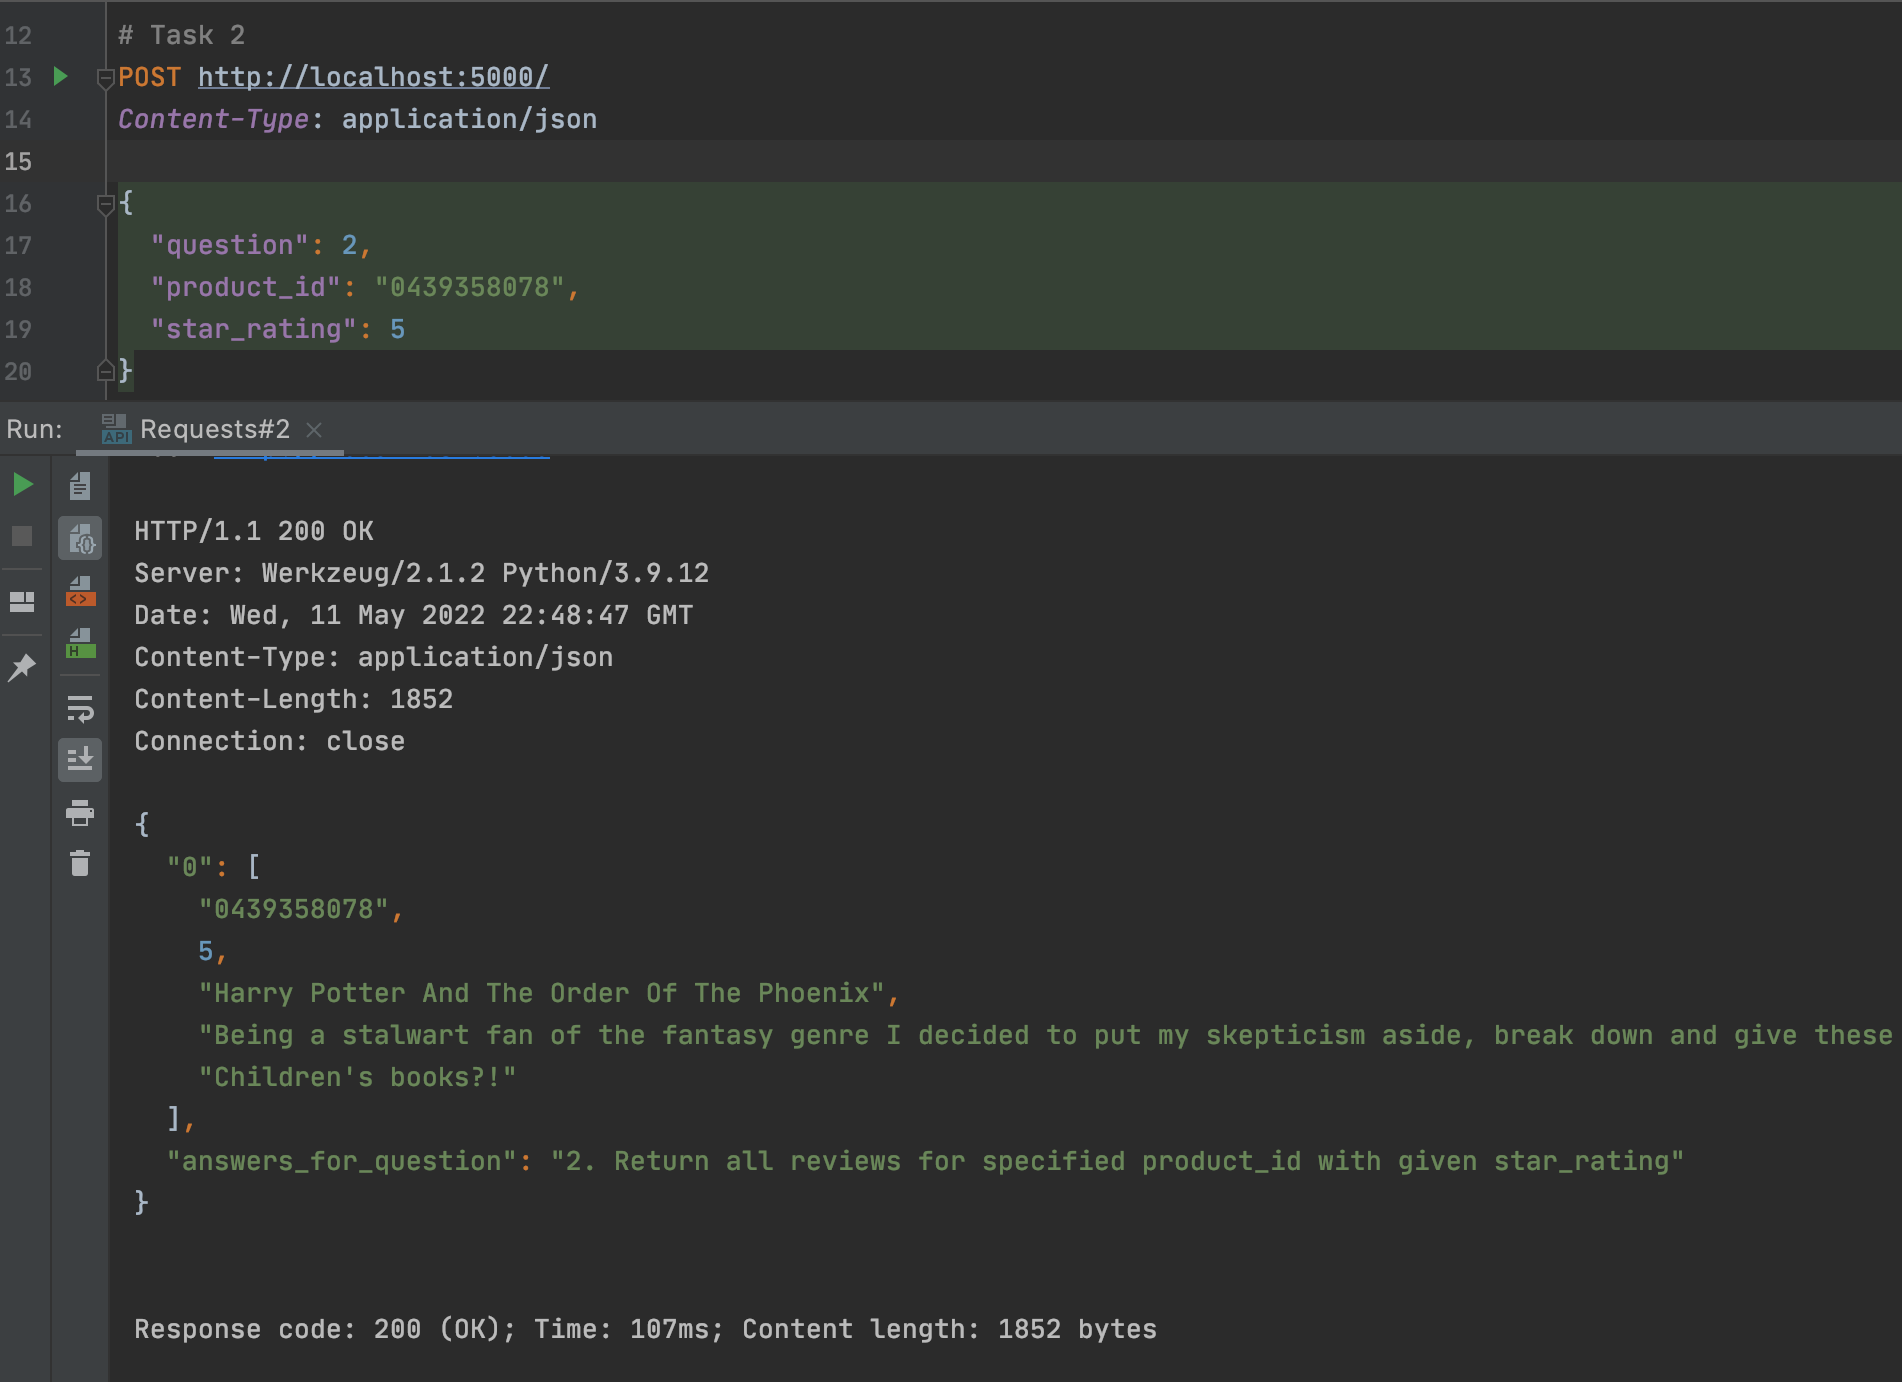 12 # Task 2
13 POST http://localhost:5000/
14 Content-Type: application/json
15
16 {
17 "question": 2,
18 "product_id": "0439358078",
19 "star_rating": 5
20 }
Run: API Requests#2
HTTP/1.1 200 OK
Server: Werkzeug/2.1.2 Python/3.9.12
Date: Wed, 11 May 2022 22:48:47 GMT
Content-Type: application/json
Content-Length: 1852
Connection: close
{
"0": [
"0439358078",
5,
"Harry Potter And The Order Of The Phoenix",
"Being a stalwart fan of the fantasy genre I decided to put my skepticism aside, break down and give these
"Children's books?!"
],
"answers_for_question": "2. Return all reviews for specified product_id with given star_rating"
}
Response code: 200 (OK); Time: 107ms; Content length: 1852 bytes